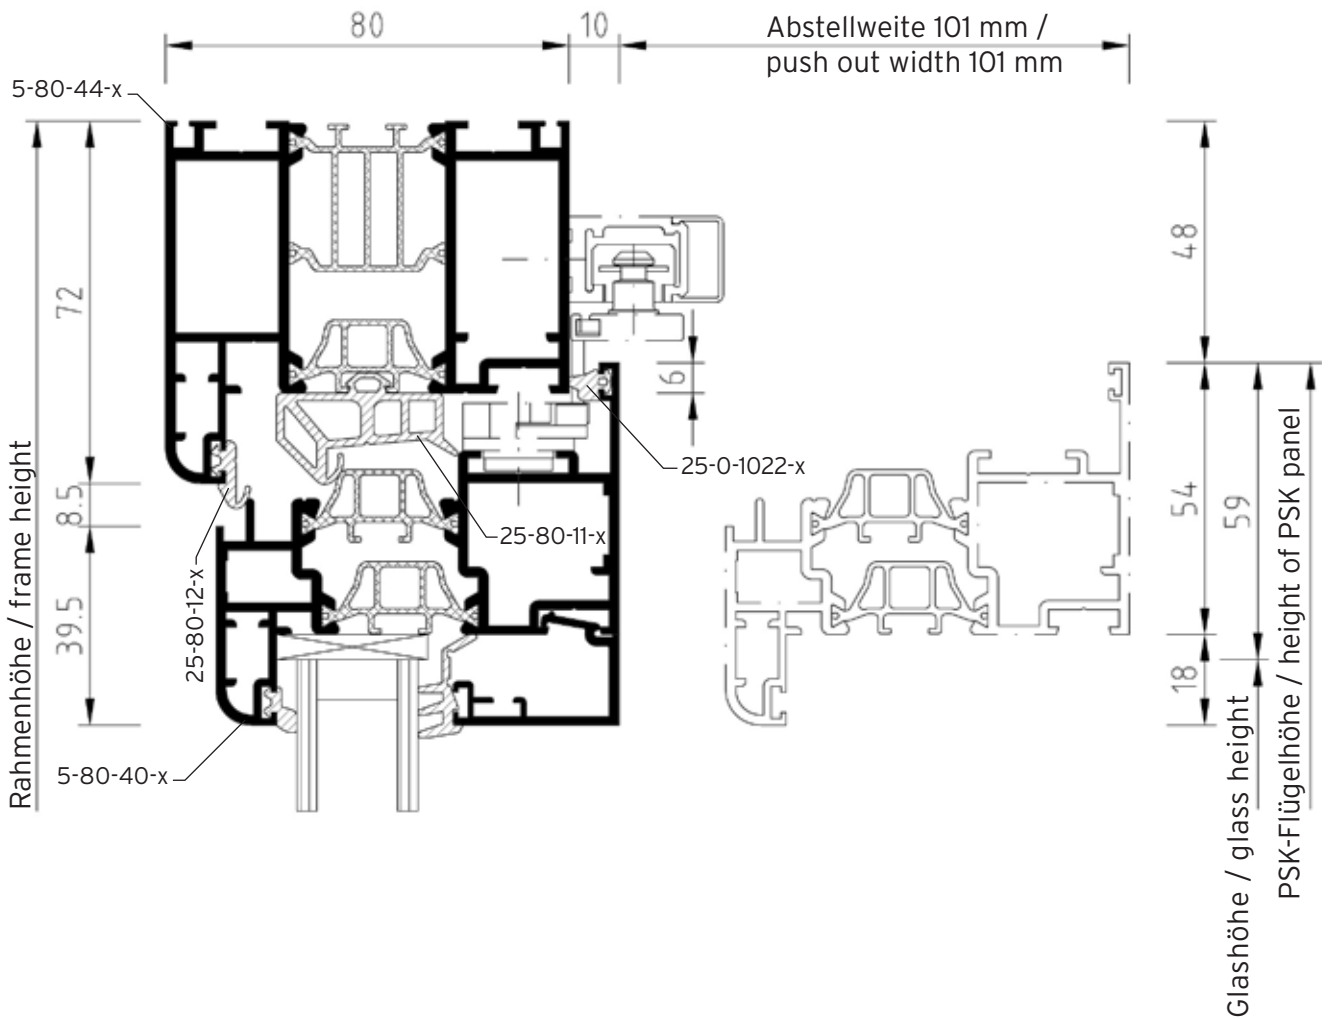 80
10
Abstellweite 101 mm /
push out width 101 mm
5-80-44-x
72
48
6
25-0-1022-x
8.5
25-80-11-x
54
59
25-80-12-x
39.5
18
5-80-40-x
Rahmenhöhe / frame height
Glashöhe / glass height
PSK-Flügelhöhe / height of PSK panel